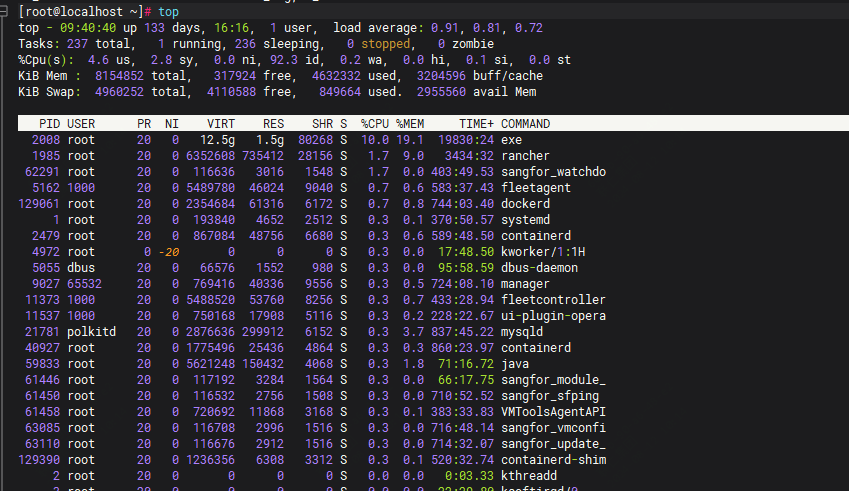 [root@localhost ~]# top
top - 09:40:40 up 133 days, 16:16,  1 user,  load average: 0.91, 0.81, 0.72
Tasks: 237 total,   1 running, 236 sleeping,   0 stopped,   0 zombie
%Cpu(s):  4.6 us,  2.8 sy,  0.0 ni, 92.3 id,  0.2 wa,  0.0 hi,  0.1 si,  0.0 st
KiB Mem :  8154852 total,   317924 free,  4632332 used,  3204596 buff/cache
KiB Swap:  4960252 total,  4110588 free,   849664 used.  2955560 avail Mem
PID USER      PR  NI    VIRT    RES    SHR S  %CPU %MEM     TIME+ COMMAND
2008 root      20   0   12.5g   1.5g  80268 S  10.0 19.1  19830:24 exe
1985 root      20   0 6352608 735412  28156 S   1.7  9.0   3434:32 rancher
62291 root      20   0  116636   3016   1548 S   1.7  0.0 403:49.53 sangfor_watchdo
5162 1000      20   0 5489780  46024   9040 S   0.7  0.6 583:37.43 fleetagent
129061 root      20   0 2354684  61316   6172 S   0.7  0.8 744:03.40 dockerd
1 root      20   0  193840   4652   2512 S   0.3  0.1 370:50.57 systemd
2479 root      20   0  867084  48756   6680 S   0.3  0.6 589:48.50 containerd
4972 root       0 -20       0      0      0 S   0.3  0.0  17:48.50 kworker/1:1H
5055 dbus      20   0   66576   1552    980 S   0.3  0.0  95:58.59 dbus-daemon
9027 65532     20   0  769416  40336   9556 S   0.3  0.5 724:08.10 manager
11373 1000      20   0 5488520  53760   8256 S   0.3  0.7 433:28.94 fleetcontroller
11537 1000      20   0  750168  17908   5116 S   0.3  0.2 228:22.67 ui-plugin-opera
21781 polkitd   20   0 2876636 299912   6152 S   0.3  3.7 837:45.22 mysqld
40927 root      20   0 1775496  25436   4864 S   0.3  0.3 860:23.97 containerd
59833 root      20   0 5621248 150432   4068 S   0.3  1.8  71:16.72 java
61446 root      20   0  117192   3284   1564 S   0.3  0.0  66:17.75 sangfor_module_
61450 root      20   0  116532   2756   1508 S   0.3  0.0 710:52.52 sangfor_sfping
61458 root      20   0  720692  11868   3168 S   0.3  0.1 383:33.83 VMToolsAgentAPI
63085 root      20   0  116708   2996   1516 S   0.3  0.0 716:48.14 sangfor_vmconfi
63110 root      20   0  116676   2912   1516 S   0.3  0.0 714:32.07 sangfor_update_
129390 root      20   0 1236356   6308   3312 S   0.3  0.1 520:32.74 containerd-shim
2 root      20   0       0      0      0 S   0.0  0.0   0:03.33 kthreadd